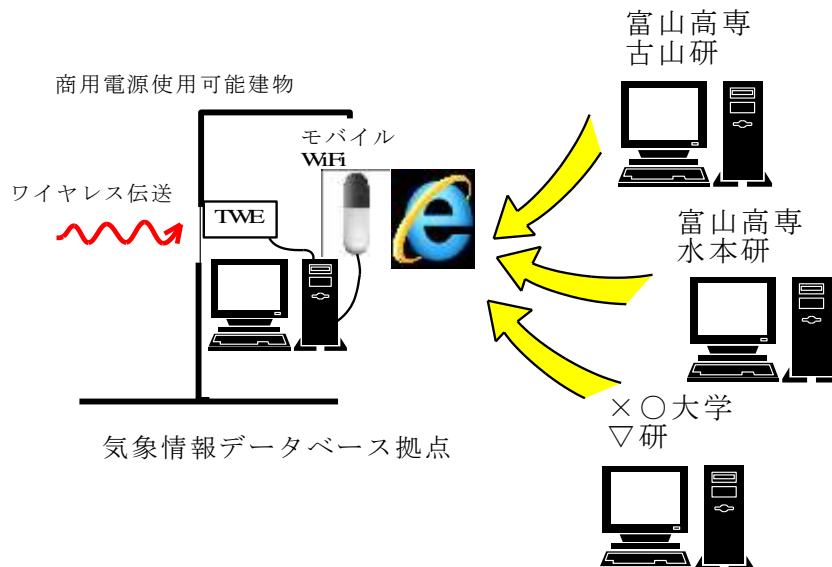 富山高専
古山研
商用電源使用可能建物
モバイル
WiFi
ワイヤレス伝送
TWE
富山高専
水本研
×○大学
▽研
気象情報データベース拠点